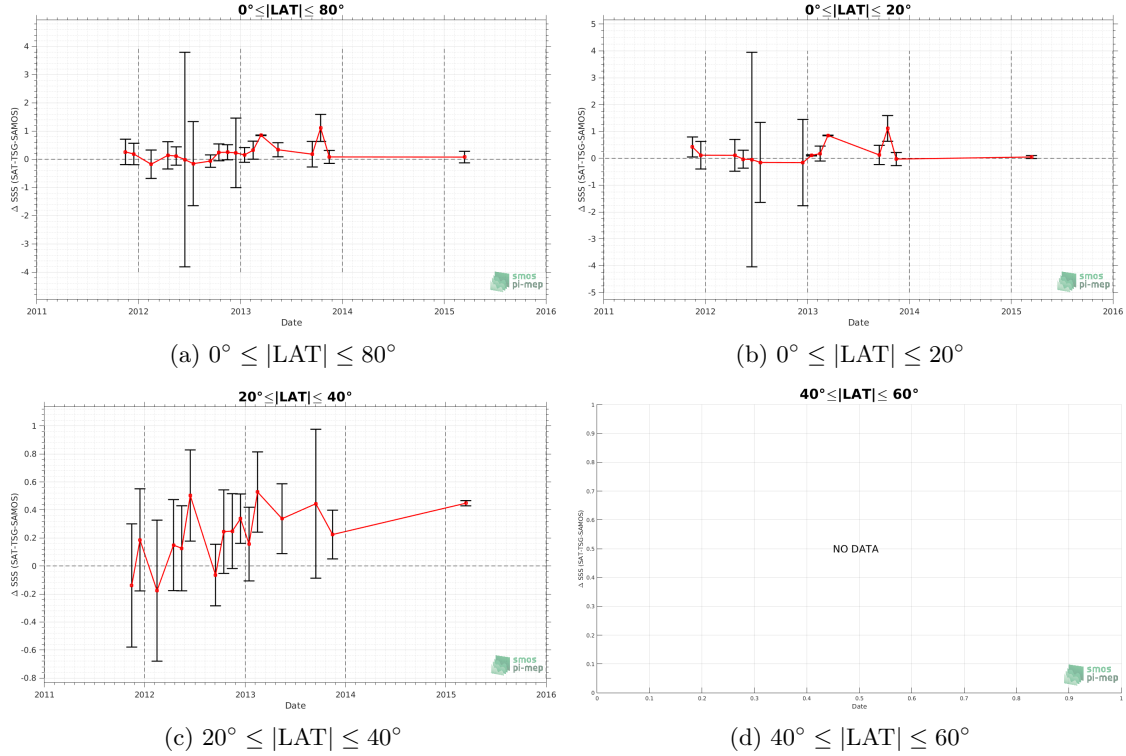 0°≤|LAT|≤ 80°
Δ SSS (SAT-TSG-SAMOS)
4
3
2
1
0
-1
-2
-3
-4
2011 2012 2013 2014 2015 2016
Date
smos
pi-mep
(a) 0° ≤ |LAT| ≤ 80°
0°≤|LAT|≤ 20°
Δ SSS (SAT-TSG-SAMOS)
5
4
3
2
1
0
-1
-2
-3
-4
-5
2011 2012 2013 2014 2015 2016
Date
smos
pi-mep
(b) 0° ≤ |LAT| ≤ 20°
20°≤|LAT|≤ 40°
Δ SSS (SAT-TSG-SAMOS)
1
0.8
0.6
0.4
0.2
0
-0.2
-0.4
-0.6
-0.8
2011 2012 2013 2014 2015 2016
Date
smos
pi-mep
(c) 20° ≤ |LAT| ≤ 40°
40°≤|LAT|≤ 60°
Δ SSS (SAT-TSG-SAMOS)
1
0.9
0.8
0.7
0.6
0.5
0.4
0.3
0.2
0.1
0
NO DATA
0 0.1 0.2 0.3 0.4 0.5 0.6 0.7 0.8 0.9 1
Date
smos
pi-mep
(d) 40° ≤ |LAT| ≤ 60°